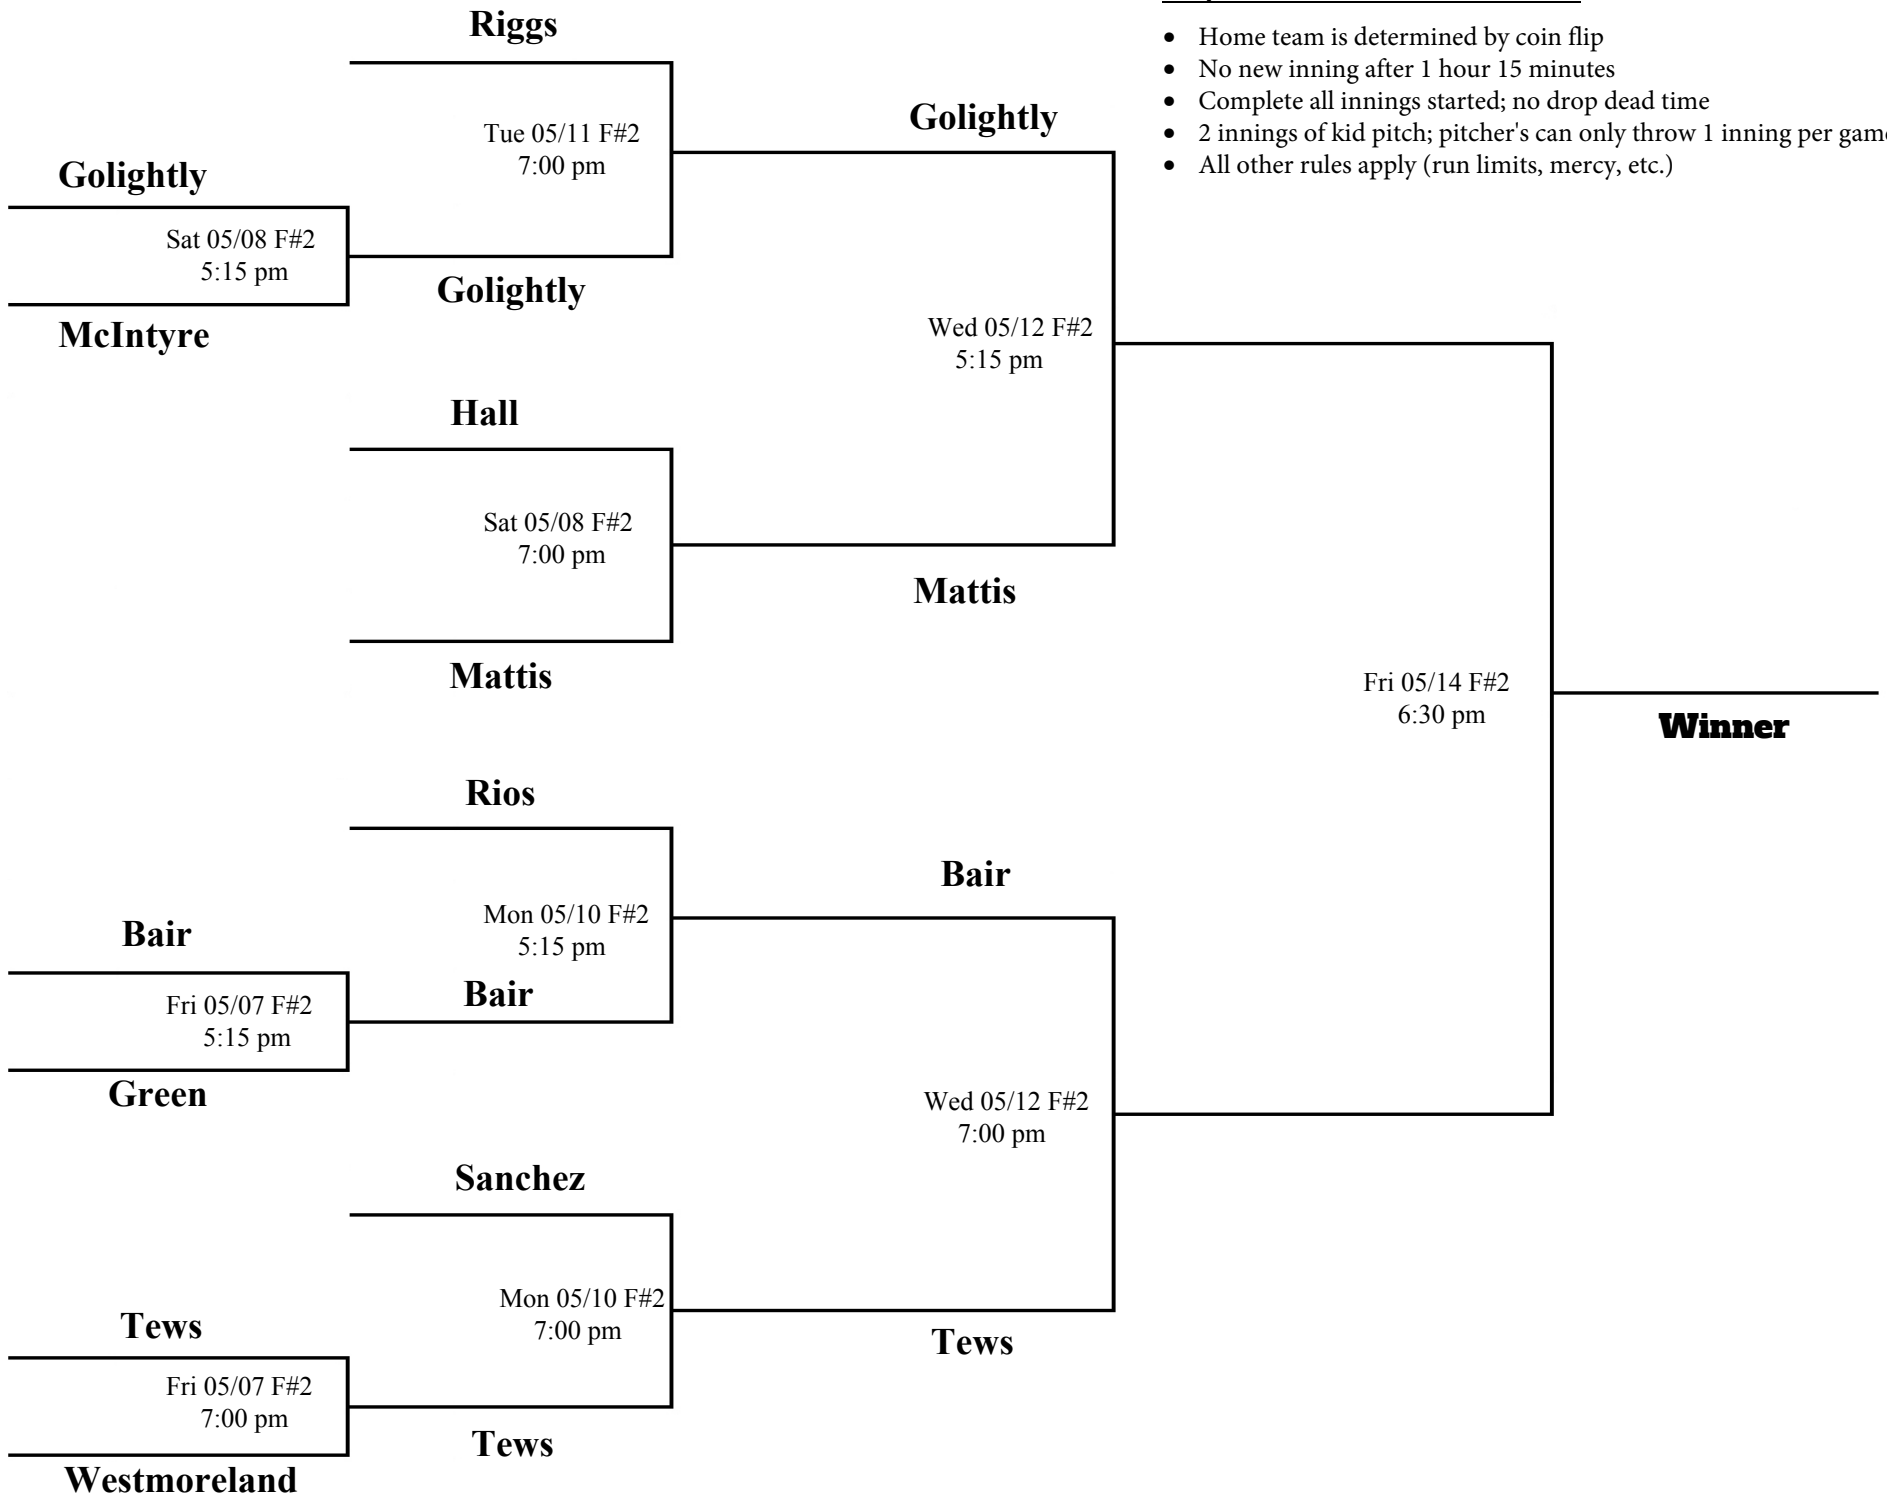 Riggs
• Home team is determined by coin flip
• No new inning after 1 hour 15 minutes
• Complete all innings started; no drop dead time
• 2 innings of kid pitch; pitcher's can only throw 1 inning per
• All other rules apply (run limits, mercy, etc.)
Golightly
Tue 05/11 F#2
7:00 pm
Golightly
Sat 05/08 F#2
5:15 pm
Golightly
McIntyre
Wed 05/12 F#2
5:15 pm
Hall
Sat 05/08 F#2
7:00 pm
Mattis
Mattis
Fri 05/14 F#2
6:30 pm
Winner
Rios
Bair
Mon 05/10 F#2
5:15 pm
Bair
Bair
Fri 05/07 F#2
5:15 pm
Green
Wed 05/12 F#2
7:00 pm
Sanchez
Mon 05/10 F#2
7:00 pm
Tews
Tews
Fri 05/07 F#2
7:00 pm
Tews
Westmoreland